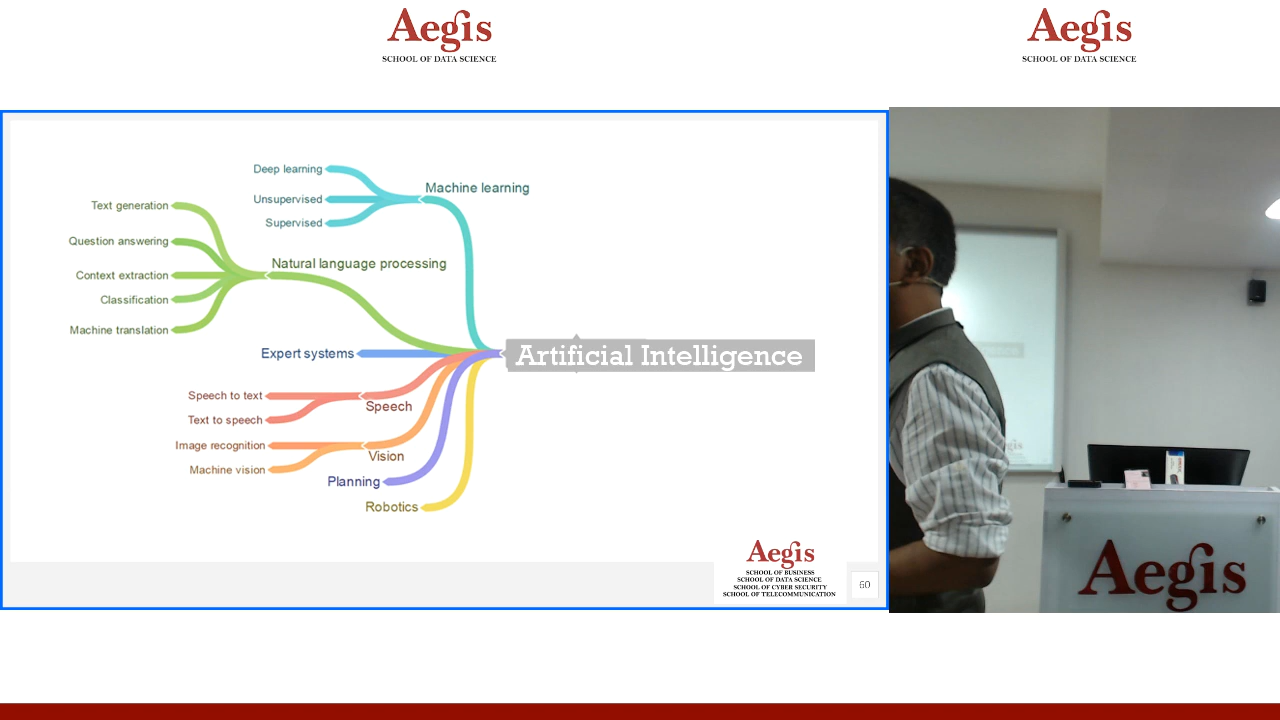 Aegis
SCHOOL OF DATA SCIENCE
Aegis
SCHOOL OF DATA SCIENCE
Deep learning
Machine learning
Unsupervised
Supervised
Text generation
Question answering
Natural language processing
Context extraction
Classification
Machine translation
Expert systems
Artificial Intelligence
Speech to text
Speech
Text to speech
Image recognition
Vision
Machine vision
Planning
Robotics
Aegis
SCHOOL OF BUSINESS
SCHOOL OF DATA SCIENCE
SCHOOL OF CYBER SECURITY
SCHOOL OF TELECOMMUNICATION
60
Aegis